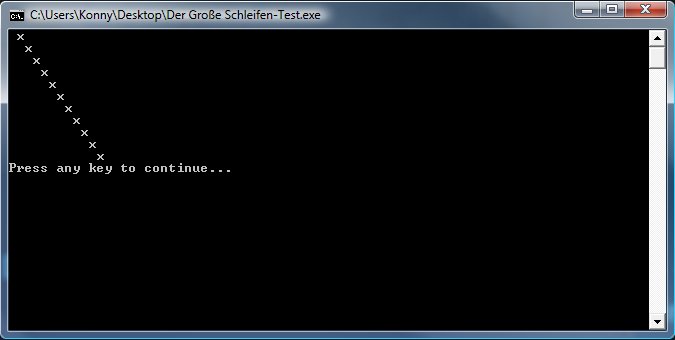 C:\Users\Konny\Desktop\Der Große Schleifen-Test.exe
 x
  x
   x
    x
     x
      x
       x
        x
         x
          x
           x
Press any key to continue...